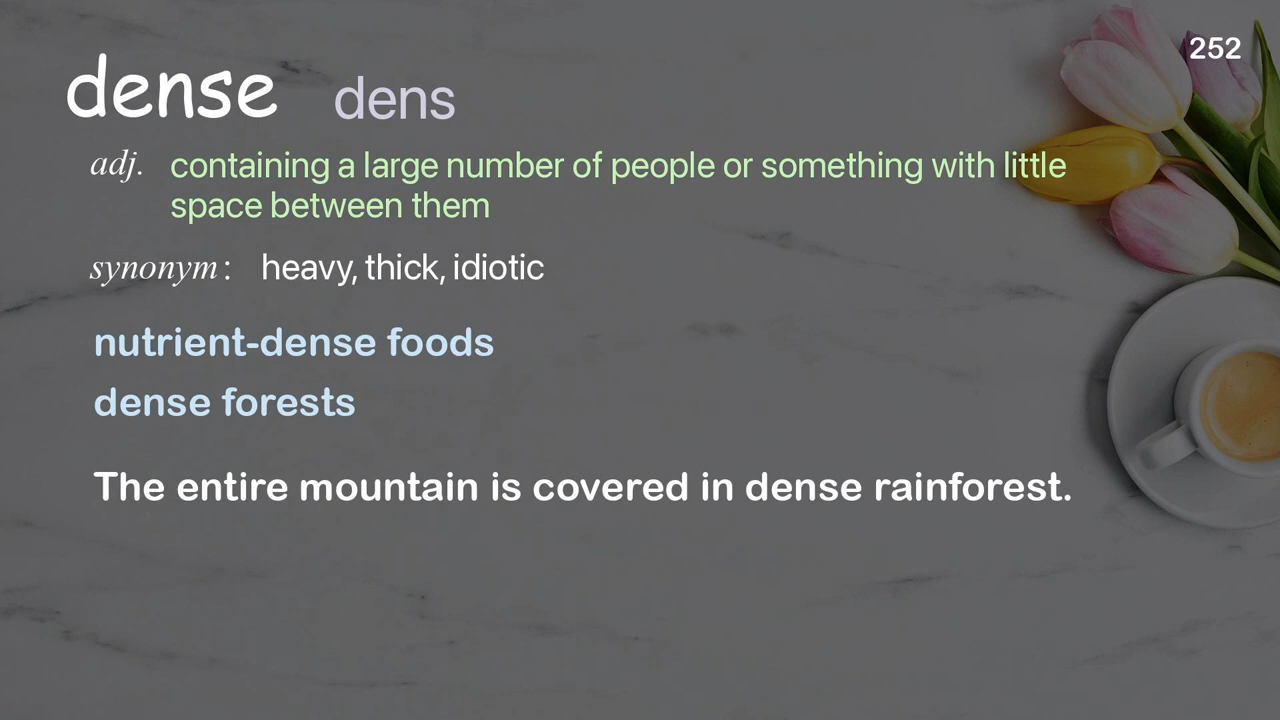 252
dense dens
adj. containing a large number of people or something with little
space between them
synonym: heavy, thick, idiotic
nutrient-dense foods
dense forests
The entire mountain is covered in dense rainforest.